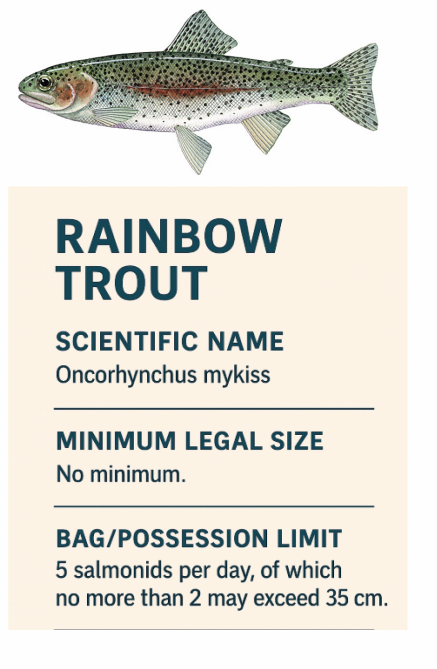 RAINBOW
TROUT
SCIENTIFIC NAME
Oncorhynchus mykiss
MINIMUM LEGAL SIZE
No minimum.
BAG/POSSESSION LIMIT
5 salmonids per day, of which
no more than 2 may exceed 35 cm.